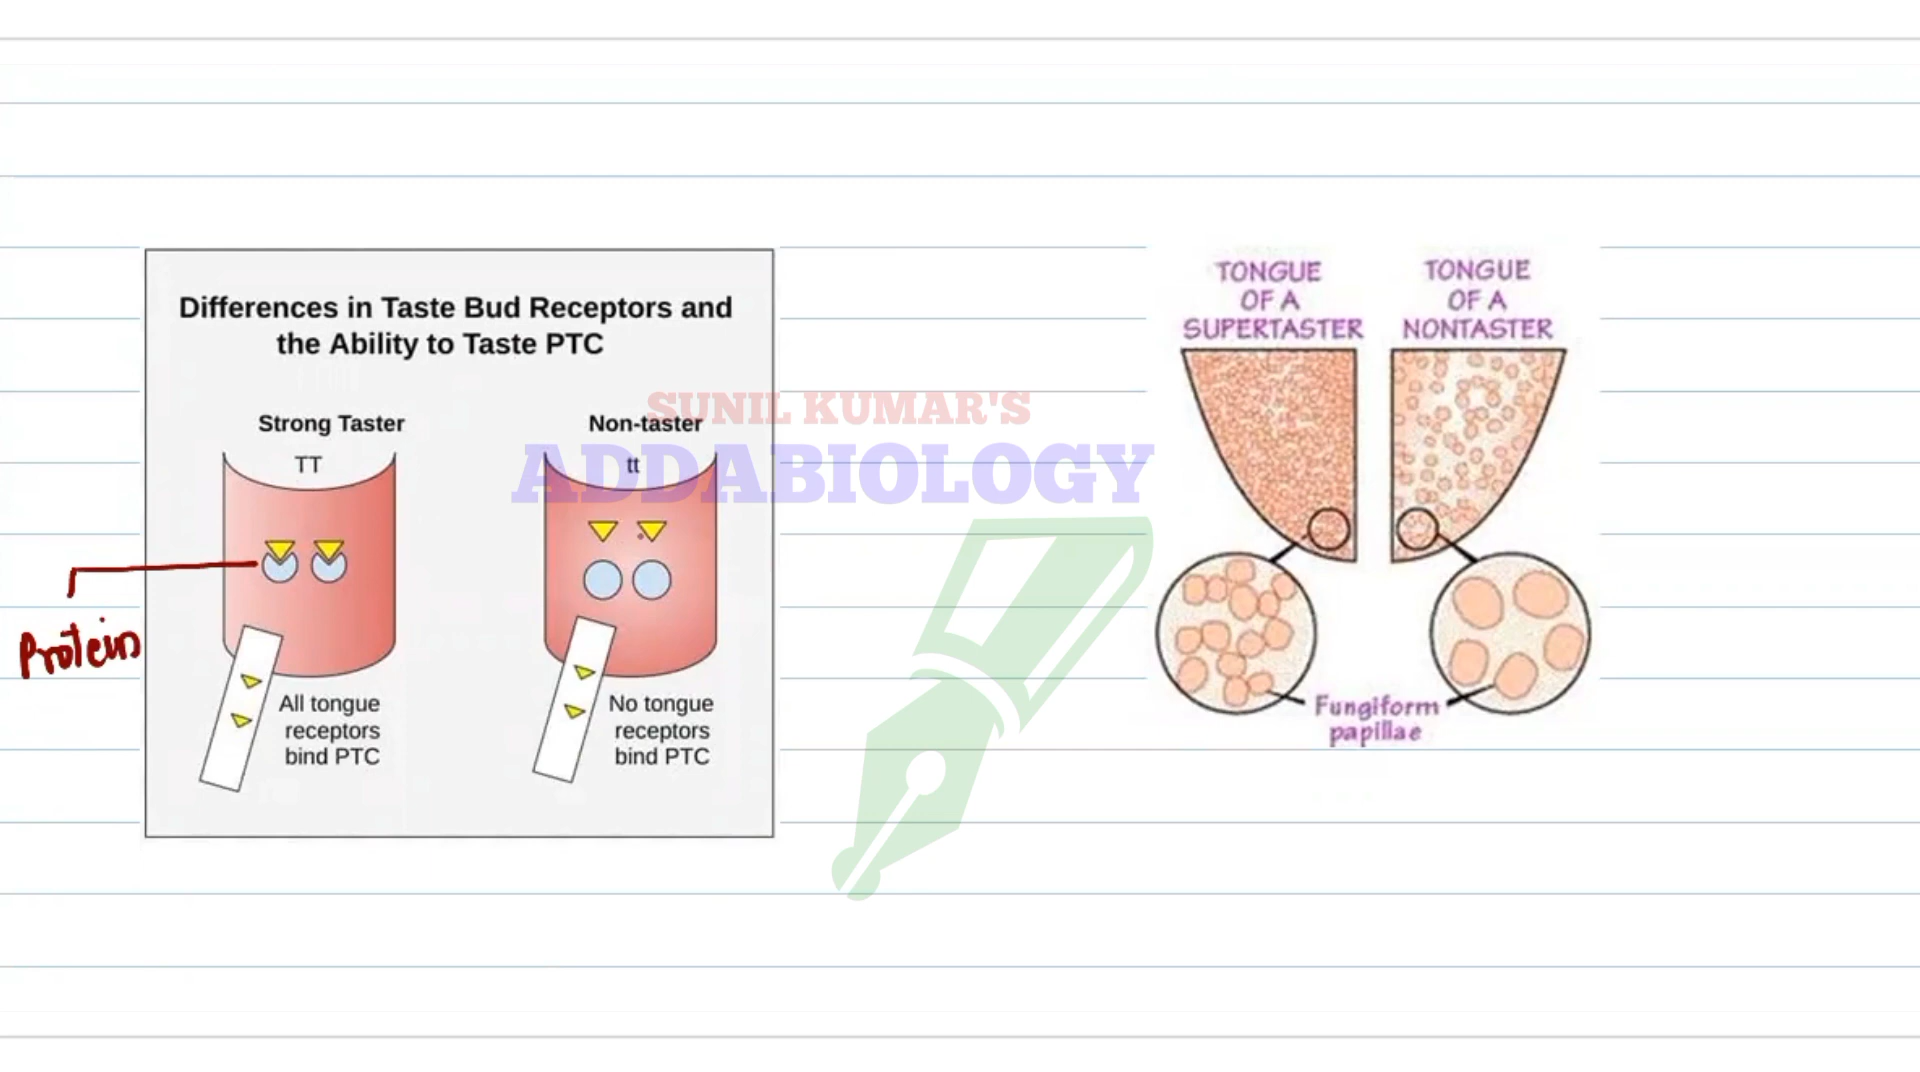 Differences in Taste Bud Receptors and
the Ability to Taste PTC
Strong Taster
TT
All tongue
receptors
bind PTC
Non-taster
tt
No tongue
receptors
bind PTC
Protein
SUNIL KUMAR'S
ADDABIOLOGY
TONGUE
OF A
SUPERTASTER
TONGUE
OF A
NONTASTER
Fungiform
papillae